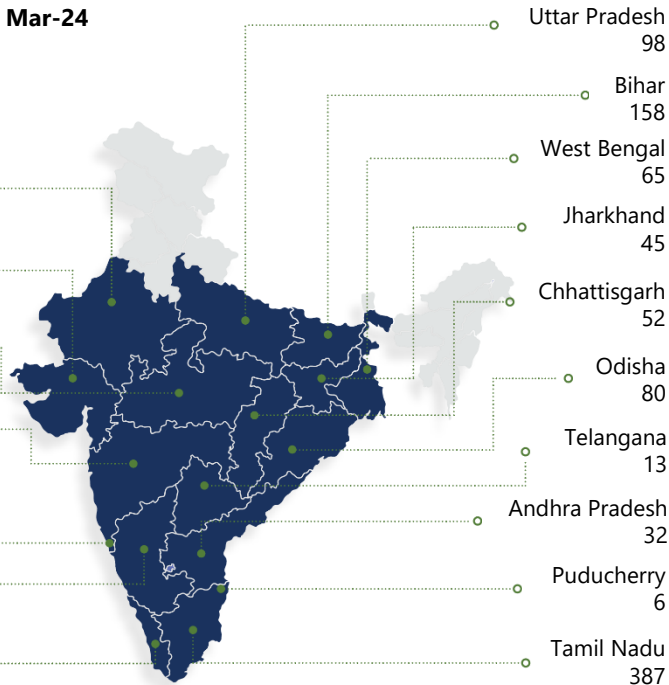 Mar-24
Uttar Pradesh
98
Bihar
158
West Bengal
65
Jharkhand
45
Chhattisgarh
52
Odisha
80
Telangana
13
Andhra Pradesh
32
Puducherry
6
Tamil Nadu
387